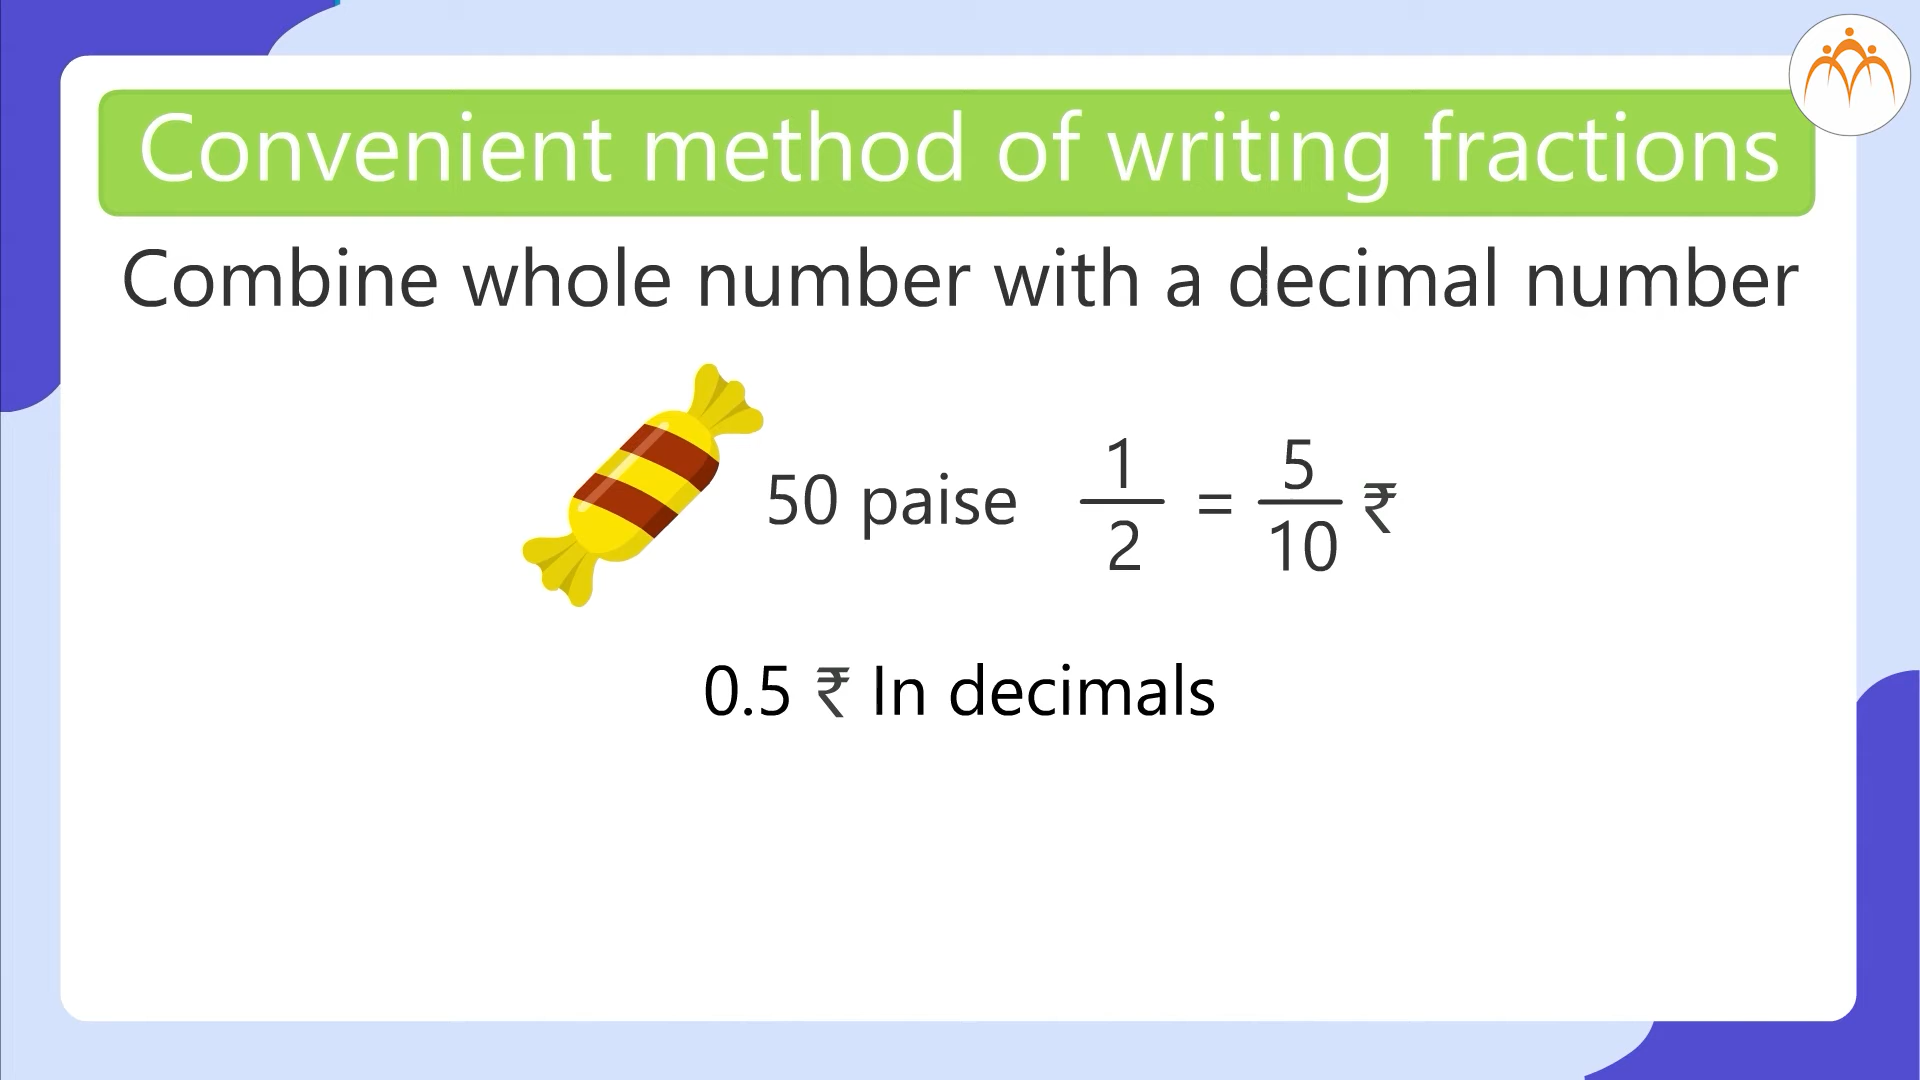 Convenient method of writing fractions
Combine whole number with a decimal number
50 paise 1/2 = 5/10 ₹
0.5 ₹ In decimals